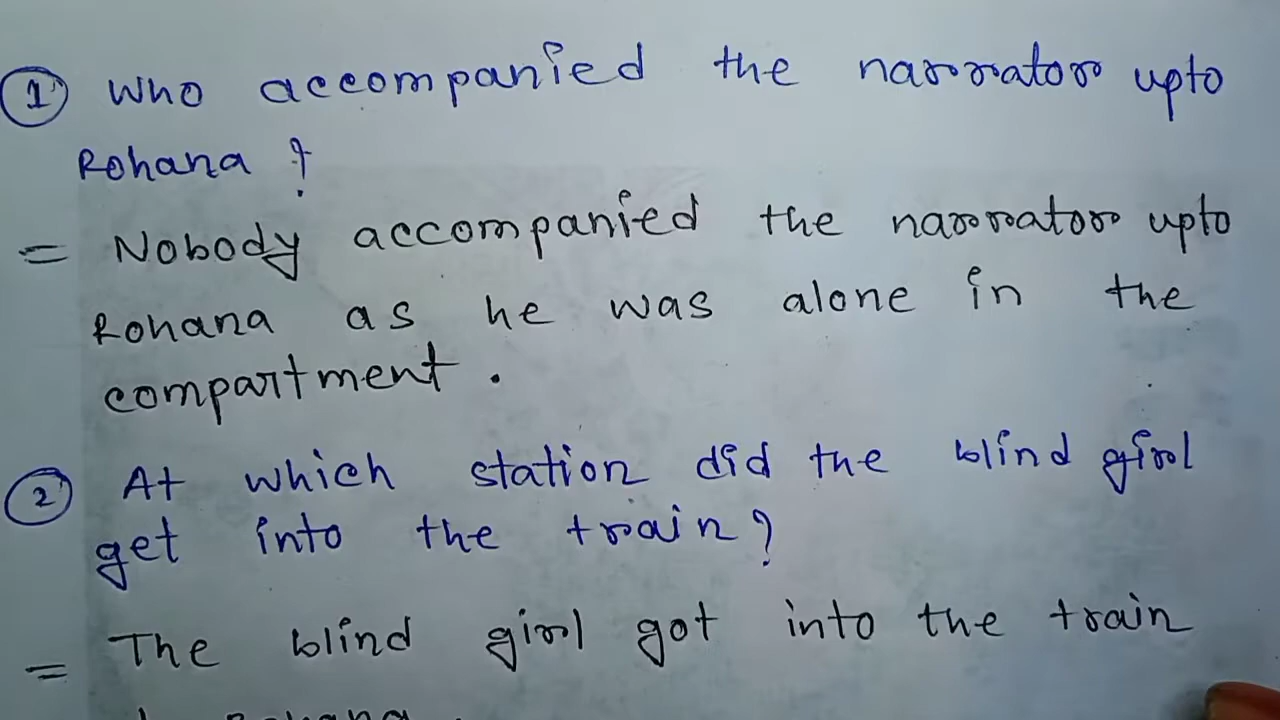 1 Who accompanied the narrator upto
Rohana ?
= Nobody accompanied the narrator upto
Rohana as he was alone in the
compartment .
2 At which station did the blind girl
get into the train ?
= The blind girl got into the train
Rohana .